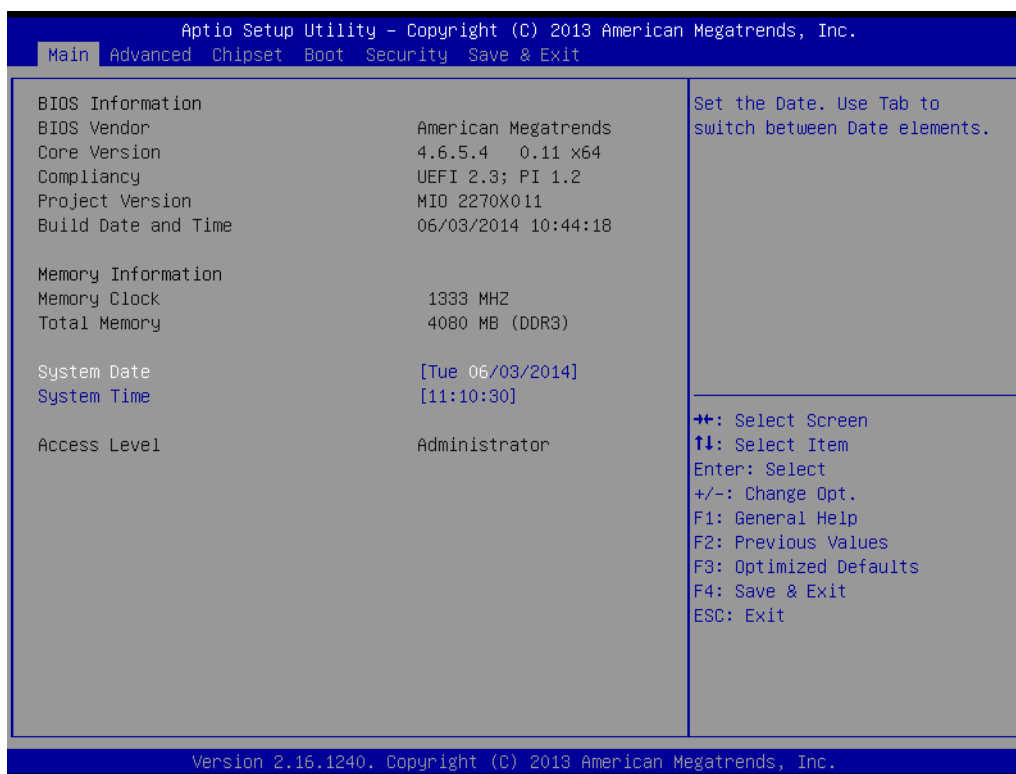 Aptio Setup Utility – Copyright (C) 2013 American Megatrends, Inc.
Main Advanced Chipset Boot Security Save & Exit
BIOS Information
BIOS Vendor American Megatrends
Core Version 4.6.5.4 0.11 x64
Compliancy UEFI 2.3; PI 1.2
Project Version MIO 2270X011
Build Date and Time 06/03/2014 10:44:18
Memory Information
Memory Clock 1333 MHZ
Total Memory 4080 MB (DDR3)
System Date [Tue 06/03/2014]
System Time [11:10:30]
Access Level Administrator
Set the Date. Use Tab to
switch between Date elements.
→←: Select Screen
↑↓: Select Item
Enter: Select
+/-: Change Opt.
F1: General Help
F2: Previous Values
F3: Optimized Defaults
F4: Save & Exit
ESC: Exit
Version 2.16.1240. Copyright (C) 2013 American Megatrends, Inc.